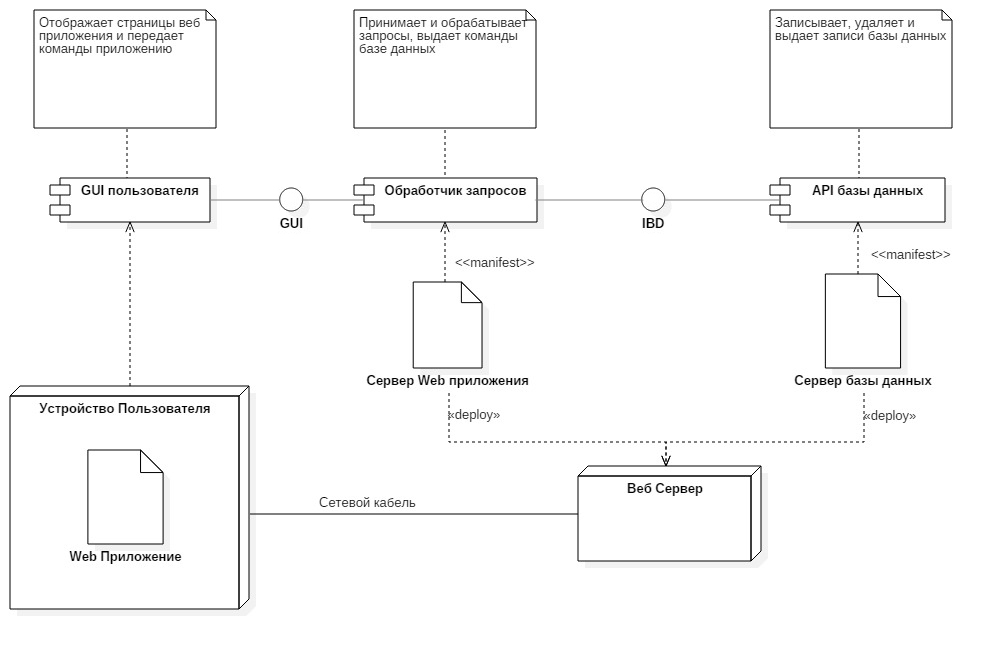 Отображает страницы веб
приложения и передает
команды приложению
Принимает и обрабатывает
запросы, выдает команды
базе данных
Записывает, удаляет и
выдает записи базы данных
GUI пользователя
GUI
Обработчик запросов
IBD
API базы данных
<<manifest>>
<<manifest>>
Сервер Web приложения
Сервер базы данных
«deploy»
«deploy»
Устройство Пользователя
Web Приложение
Сетевой кабель
Веб Сервер